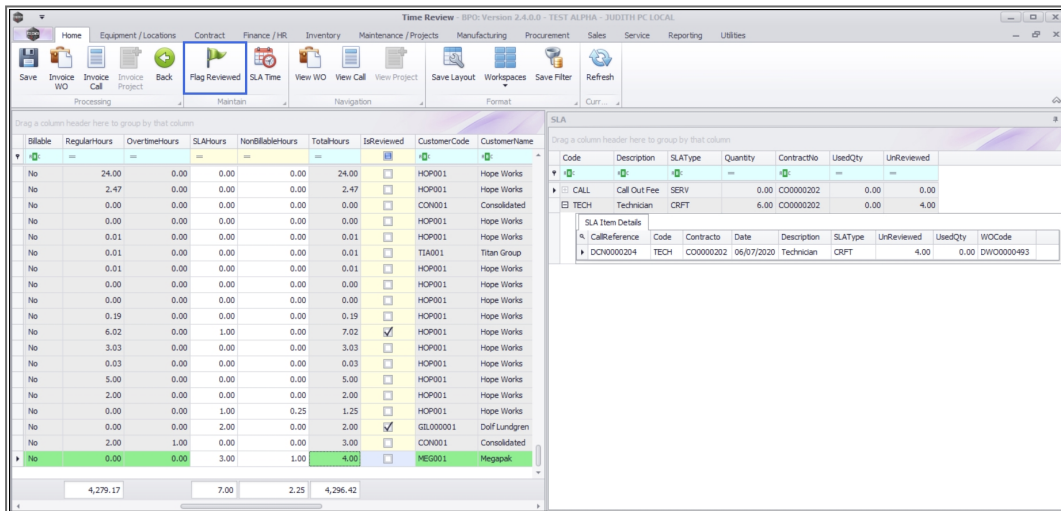 Time Review - BPO: Version 2.4.0.0 - TEST ALPHA - JUDITH PC LOCAL
Home Equipment / Locations Contract Finance / HR Inventory Maintenance / Projects Manufacturing Procurement Sales Service Reporting Utilities
Save Invoice WO Invoice Call Invoice Project Back Flag Reviewed SLA Time View WO View Call View Project Save Layout Workspaces Save Filter Refresh
Processing Maintain Navigation Format Curr ...
Drag a column header here to group by that column
Billable RegularHours OvertimeHours SLAHours NonBillableHours TotalHours IsReviewed CustomerCode CustomerName
No 24.00 0.00 0.00 0.00 24.00 HOP001 Hope Works
No 2.47 0.00 0.00 0.00 2.47 HOP001 Hope Works
No 0.00 0.00 0.00 0.00 0.00 CON001 Consolidated
No 0.00 0.00 0.00 0.00 0.00 HOP001 Hope Works
No 0.01 0.00 0.00 0.00 0.01 HOP001 Hope Works
No 0.01 0.00 0.00 0.00 0.01 TIA001 Titan Group
No 0.01 0.00 0.00 0.00 0.01 HOP001 Hope Works
No 0.00 0.00 0.00 0.00 0.00 HOP001 Hope Works
No 0.19 0.00 0.00 0.00 0.19 HOP001 Hope Works
No 6.02 0.00 1.00 0.00 7.02 HOP001 Hope Works
No 3.03 0.00 0.00 0.00 3.03 HOP001 Hope Works
No 0.03 0.00 0.00 0.00 0.03 HOP001 Hope Works
No 5.00 0.00 0.00 0.00 5.00 HOP001 Hope Works
No 2.00 0.00 0.00 0.00 2.00 HOP001 Hope Works
No 0.00 0.00 1.00 0.25 1.25 HOP001 Hope Works
No 0.00 0.00 2.00 0.00 2.00 GIL000001 Dolf Lundgren
No 2.00 1.00 0.00 0.00 3.00 CON001 Consolidated
No 0.00 0.00 3.00 1.00 4.00 MEG001 Megapak
4,279.17 7.00 2.25 4,296.42
SLA
Drag a column header here to group by that column
Code Description SLAType Quantity ContractNo UsedQty UnReviewed
CALL Call Out Fee SERV 0.00 CO0000202 0.00 0.00
TECH Technician CRFT 6.00 CO0000202 0.00 4.00
SLA Item Details
CallReference Code Contracto Date Description SLAType UnReviewed UsedQty WOCode
DCN0000204 TECH CO0000202 06/07/2020 Technician CRFT 4.00 0.00 DWO0000493